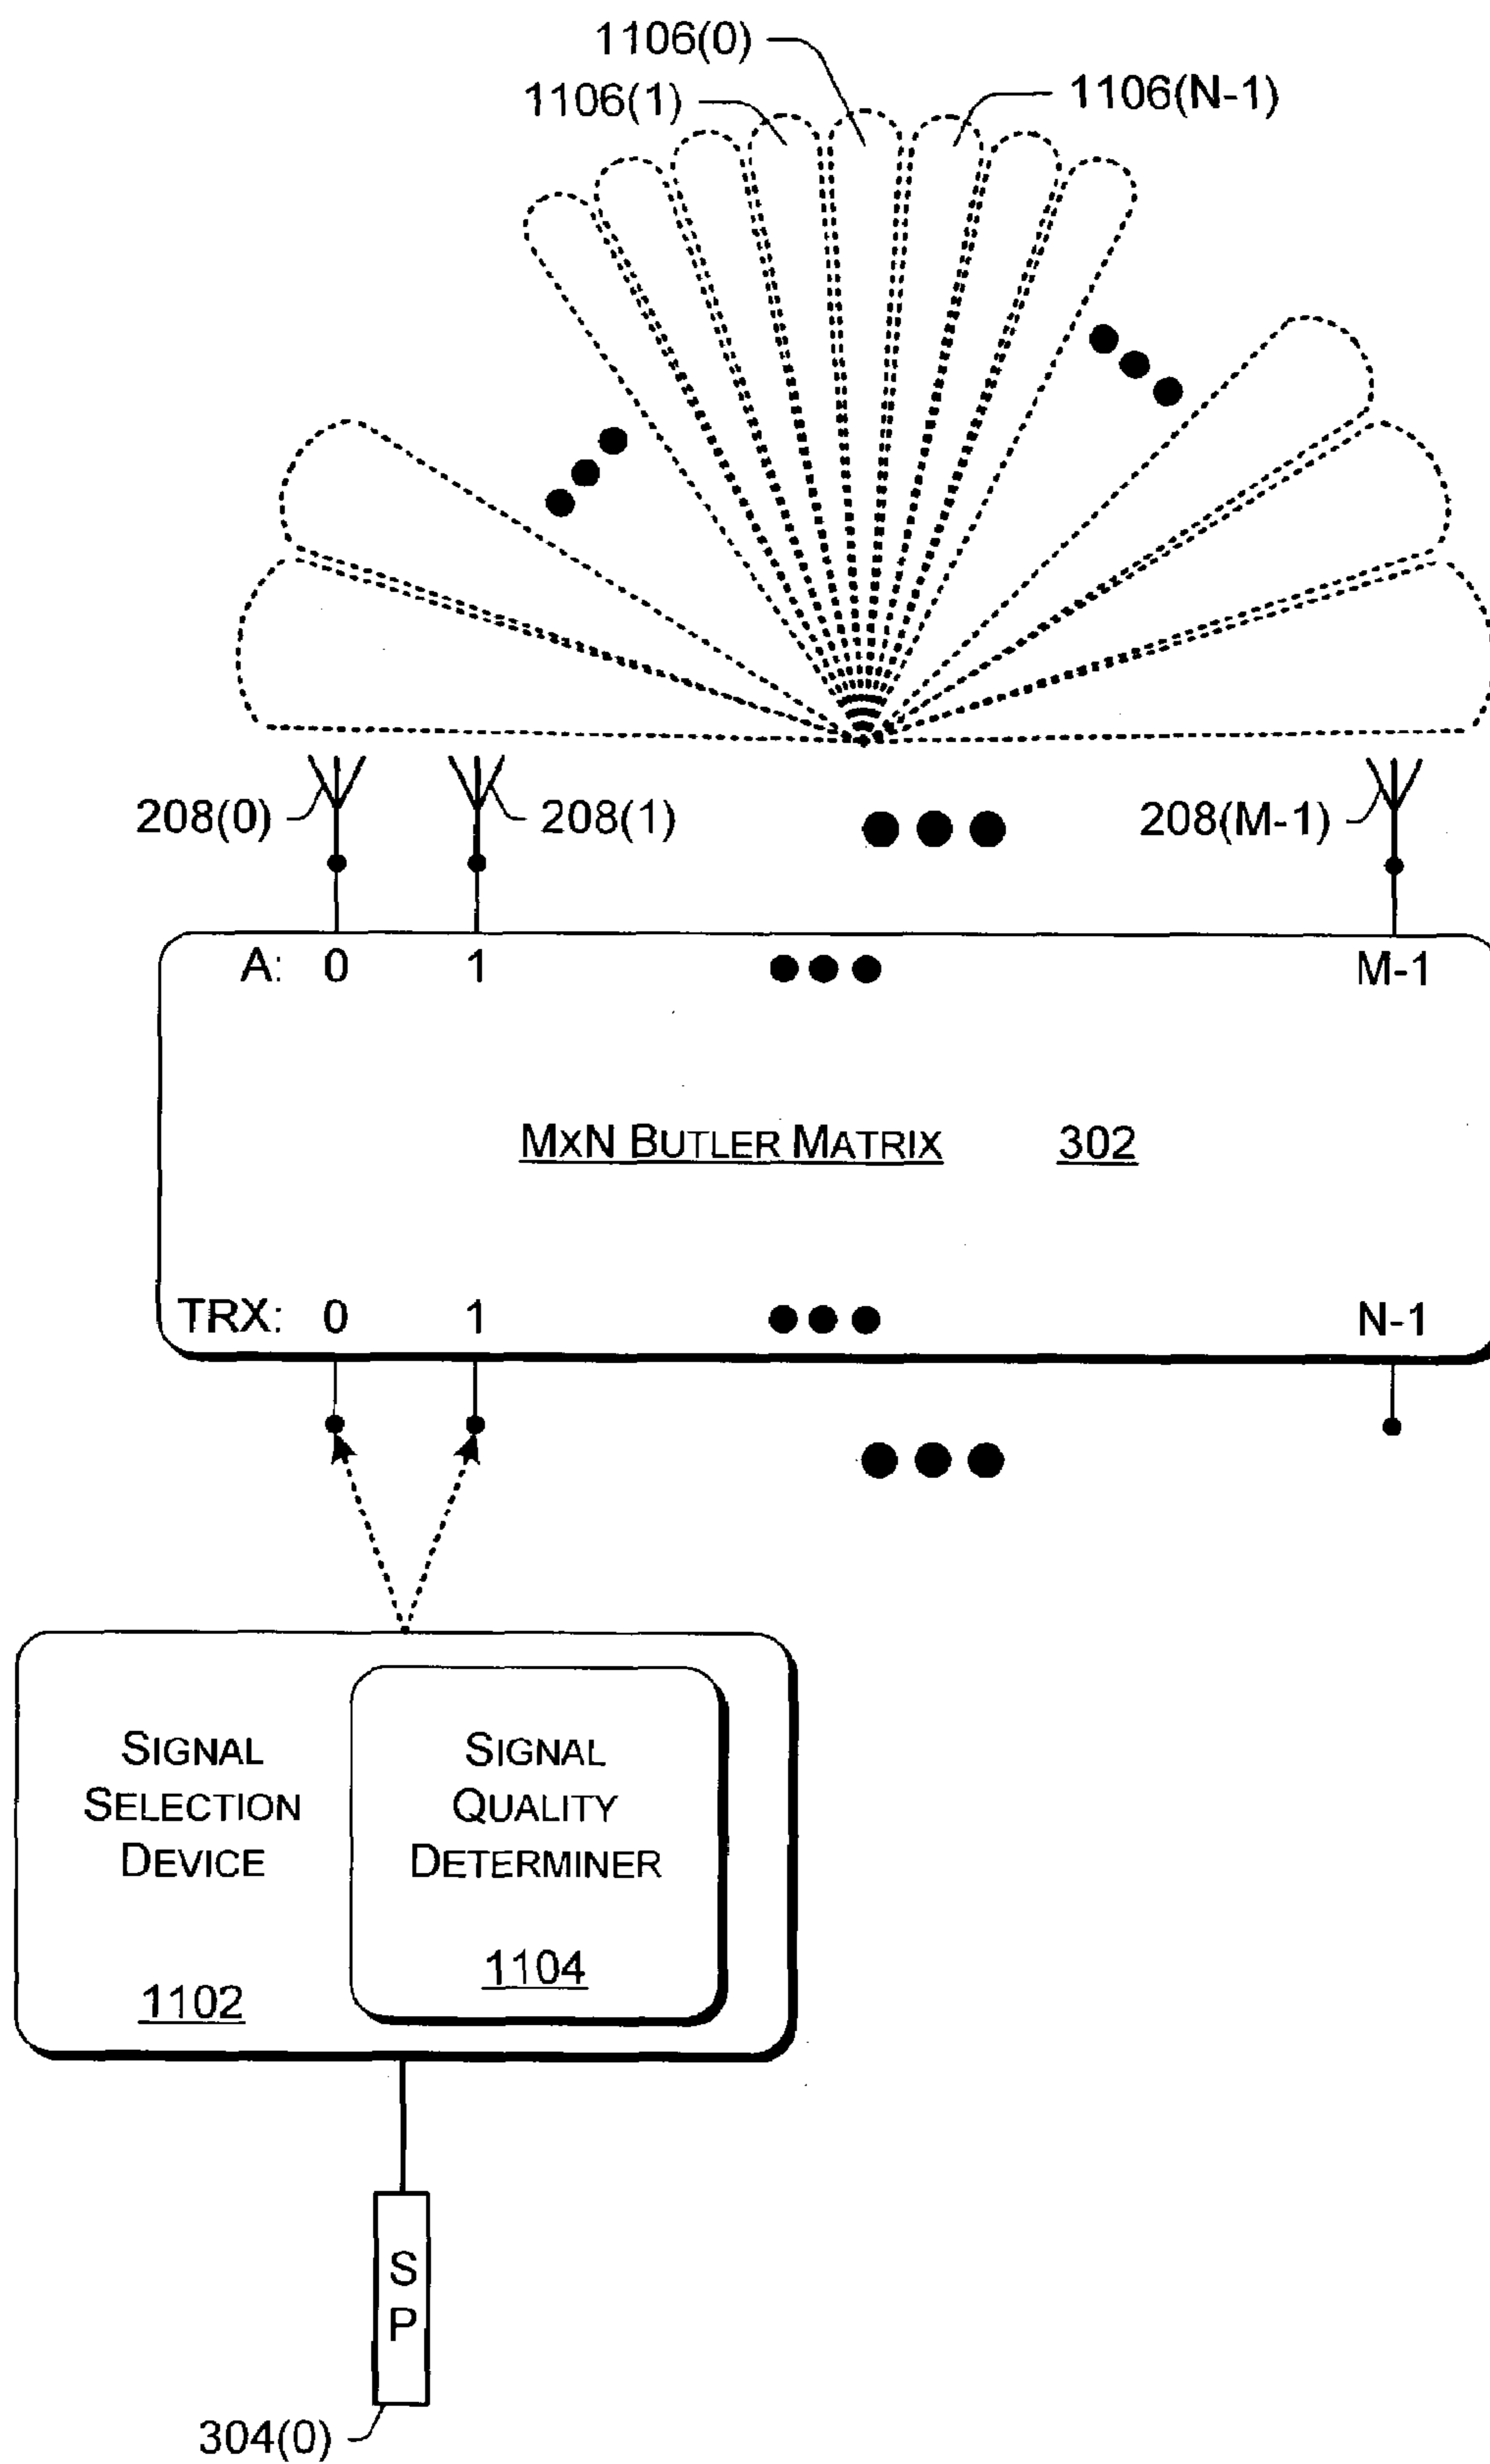 1106(0)
1106(1)
1106(N-1)
208(0)
208(1)
208(M-1)
A: 0 1 M-1
MXN BUTLER MATRIX 302
TRX: 0 1 N-1
SIGNAL
SELECTION
DEVICE
1102
SIGNAL
QUALITY
DETERMINER
1104
S
P
304(0)